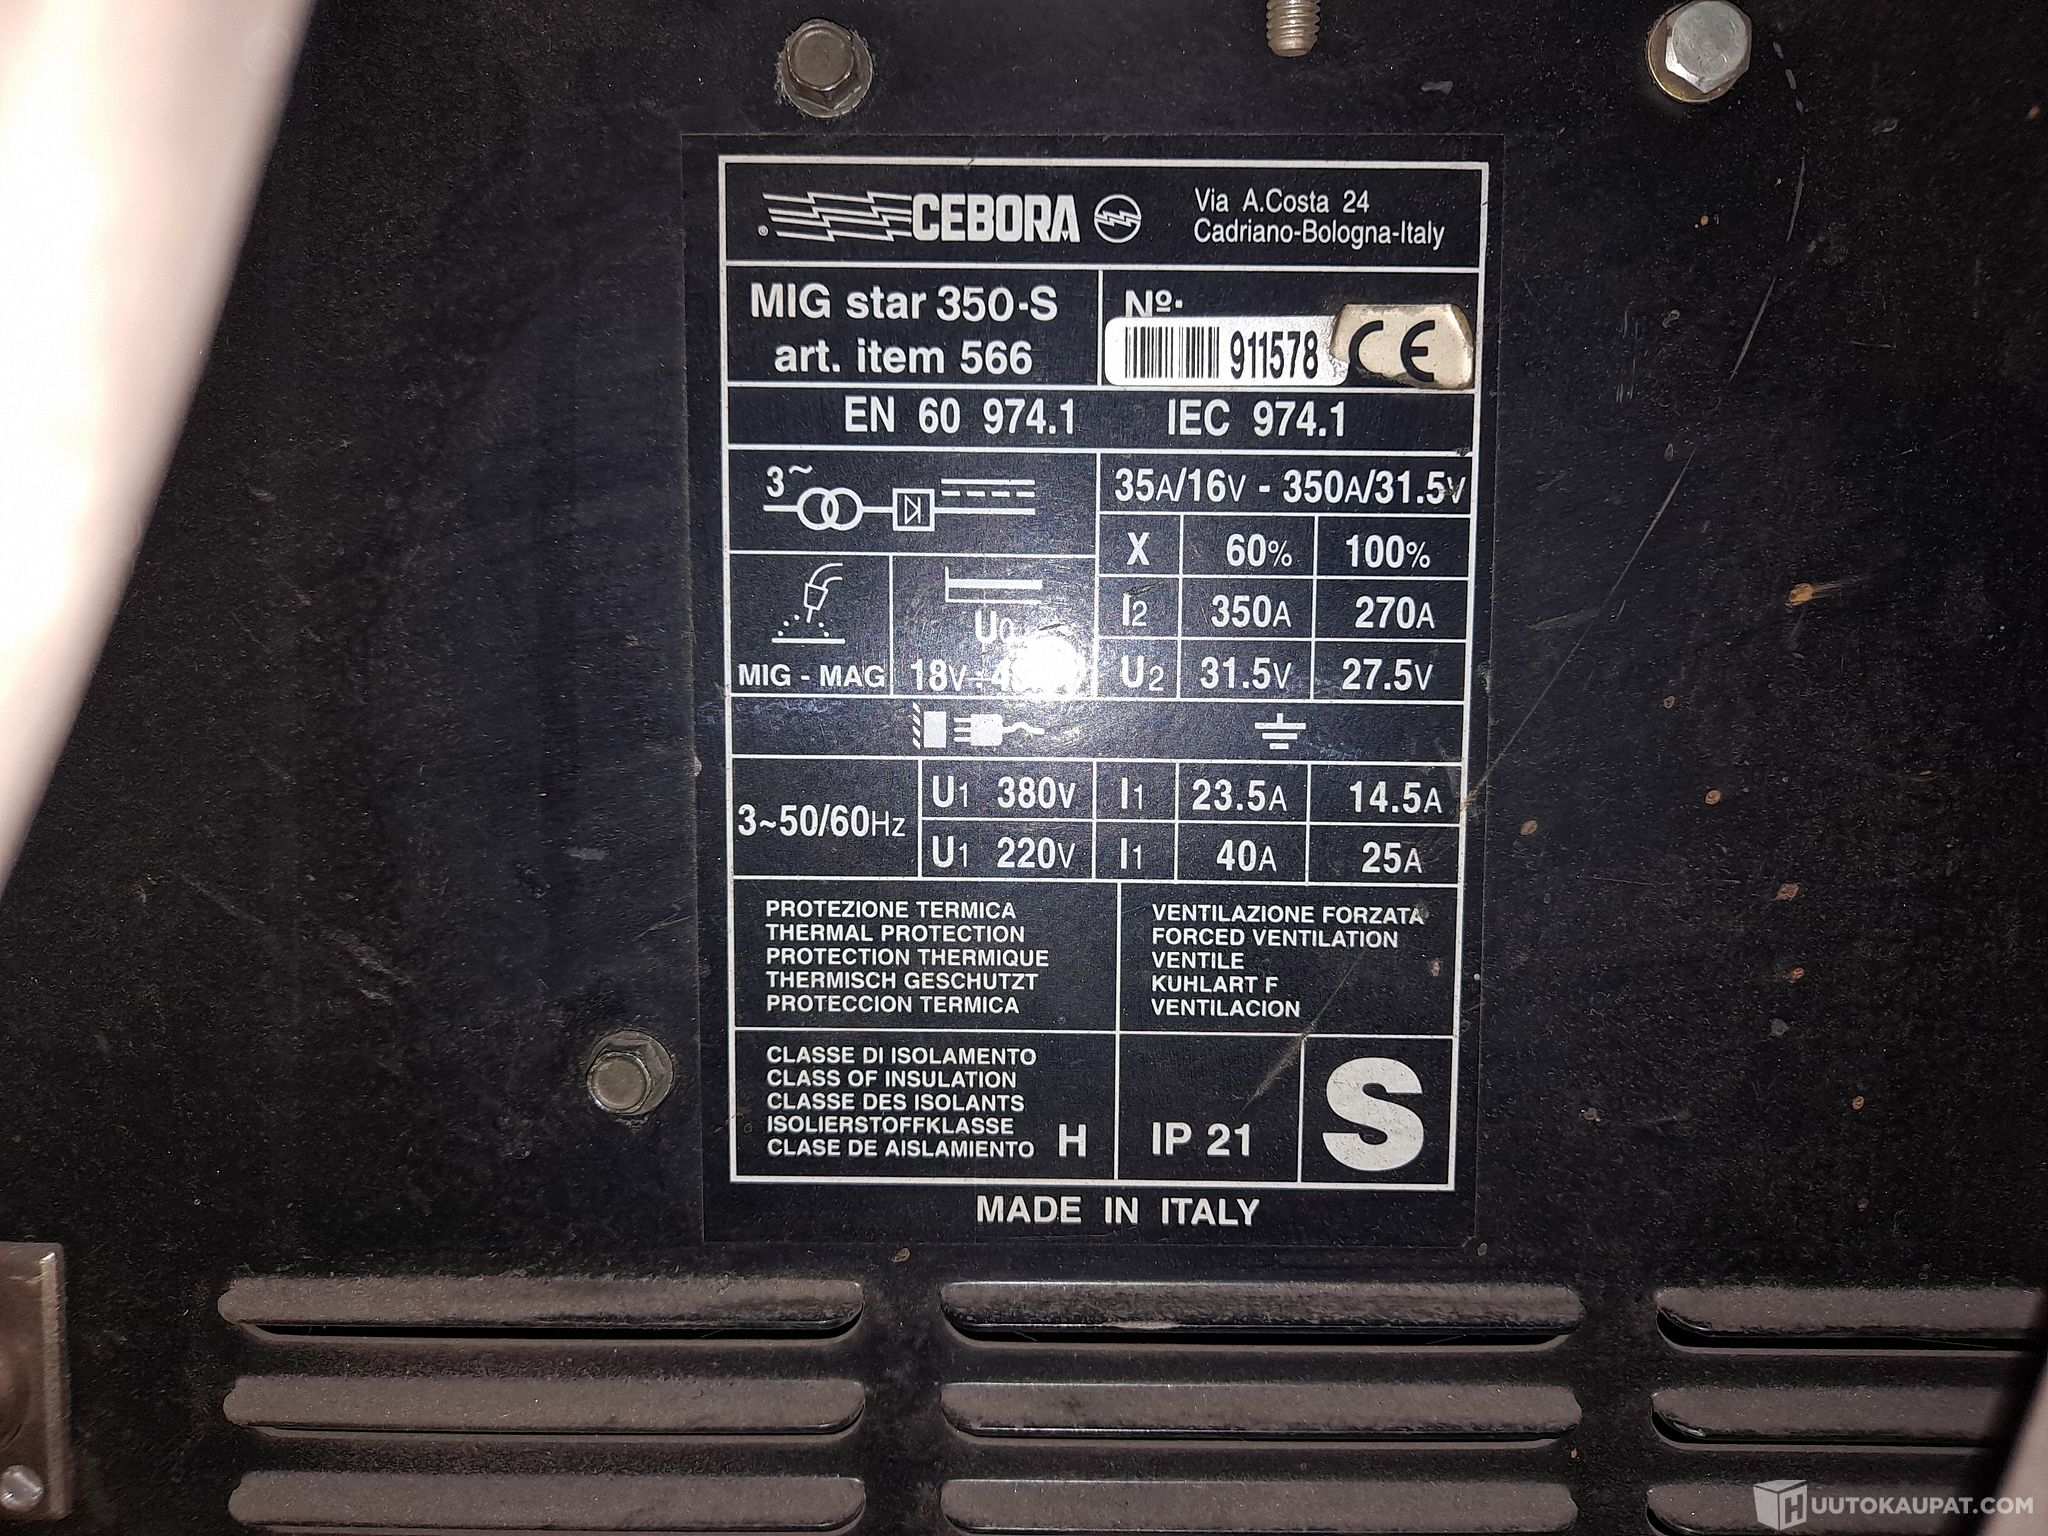 CEBORA
Via A.Costa 24
Cadriano-Bologna-Italy
MIG star 350-S
art. item 566
Nº.
911578
CE
EN 60 974.1 IEC 974.1
3~
35A/16V - 350A/31.5V
X 60% 100%
I2 350A 270A
U2 31.5V 27.5V
U0
MIG - MAG
18V÷
3~50/60Hz
U1 380V I1 23.5A 14.5A
U1 220V I1 40A 25A
PROTEZIONE TERMICA
THERMAL PROTECTION
PROTECTION THERMIQUE
THERMISCH GESCHUTZT
PROTECCION TERMICA
VENTILAZIONE FORZATA
FORCED VENTILATION
VENTILE
KUHLART F
VENTILACION
CLASSE DI ISOLAMENTO
CLASS OF INSULATION
CLASSE DES ISOLANTS
ISOLIERSTOFFKLASSE
CLASE DE AISLAMIENTO H
IP 21
S
MADE IN ITALY
HUUTOKAUPAT.COM